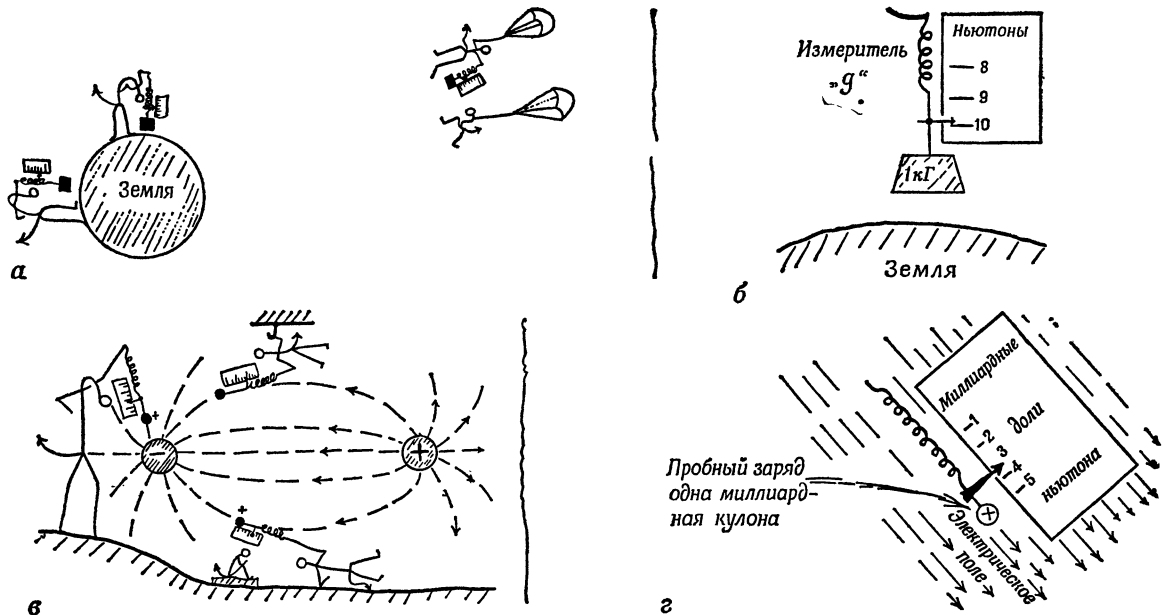 Земля
а
Измеритель
„g“
Ньютоны
8
9
10
1кГ
Земля
б
+
−
+
+
в
Миллиардные
доли
ньютона
1
2
3
4
5
Пробный заряд
одна миллиард-
ная кулона
+
Электрическое
поле
г